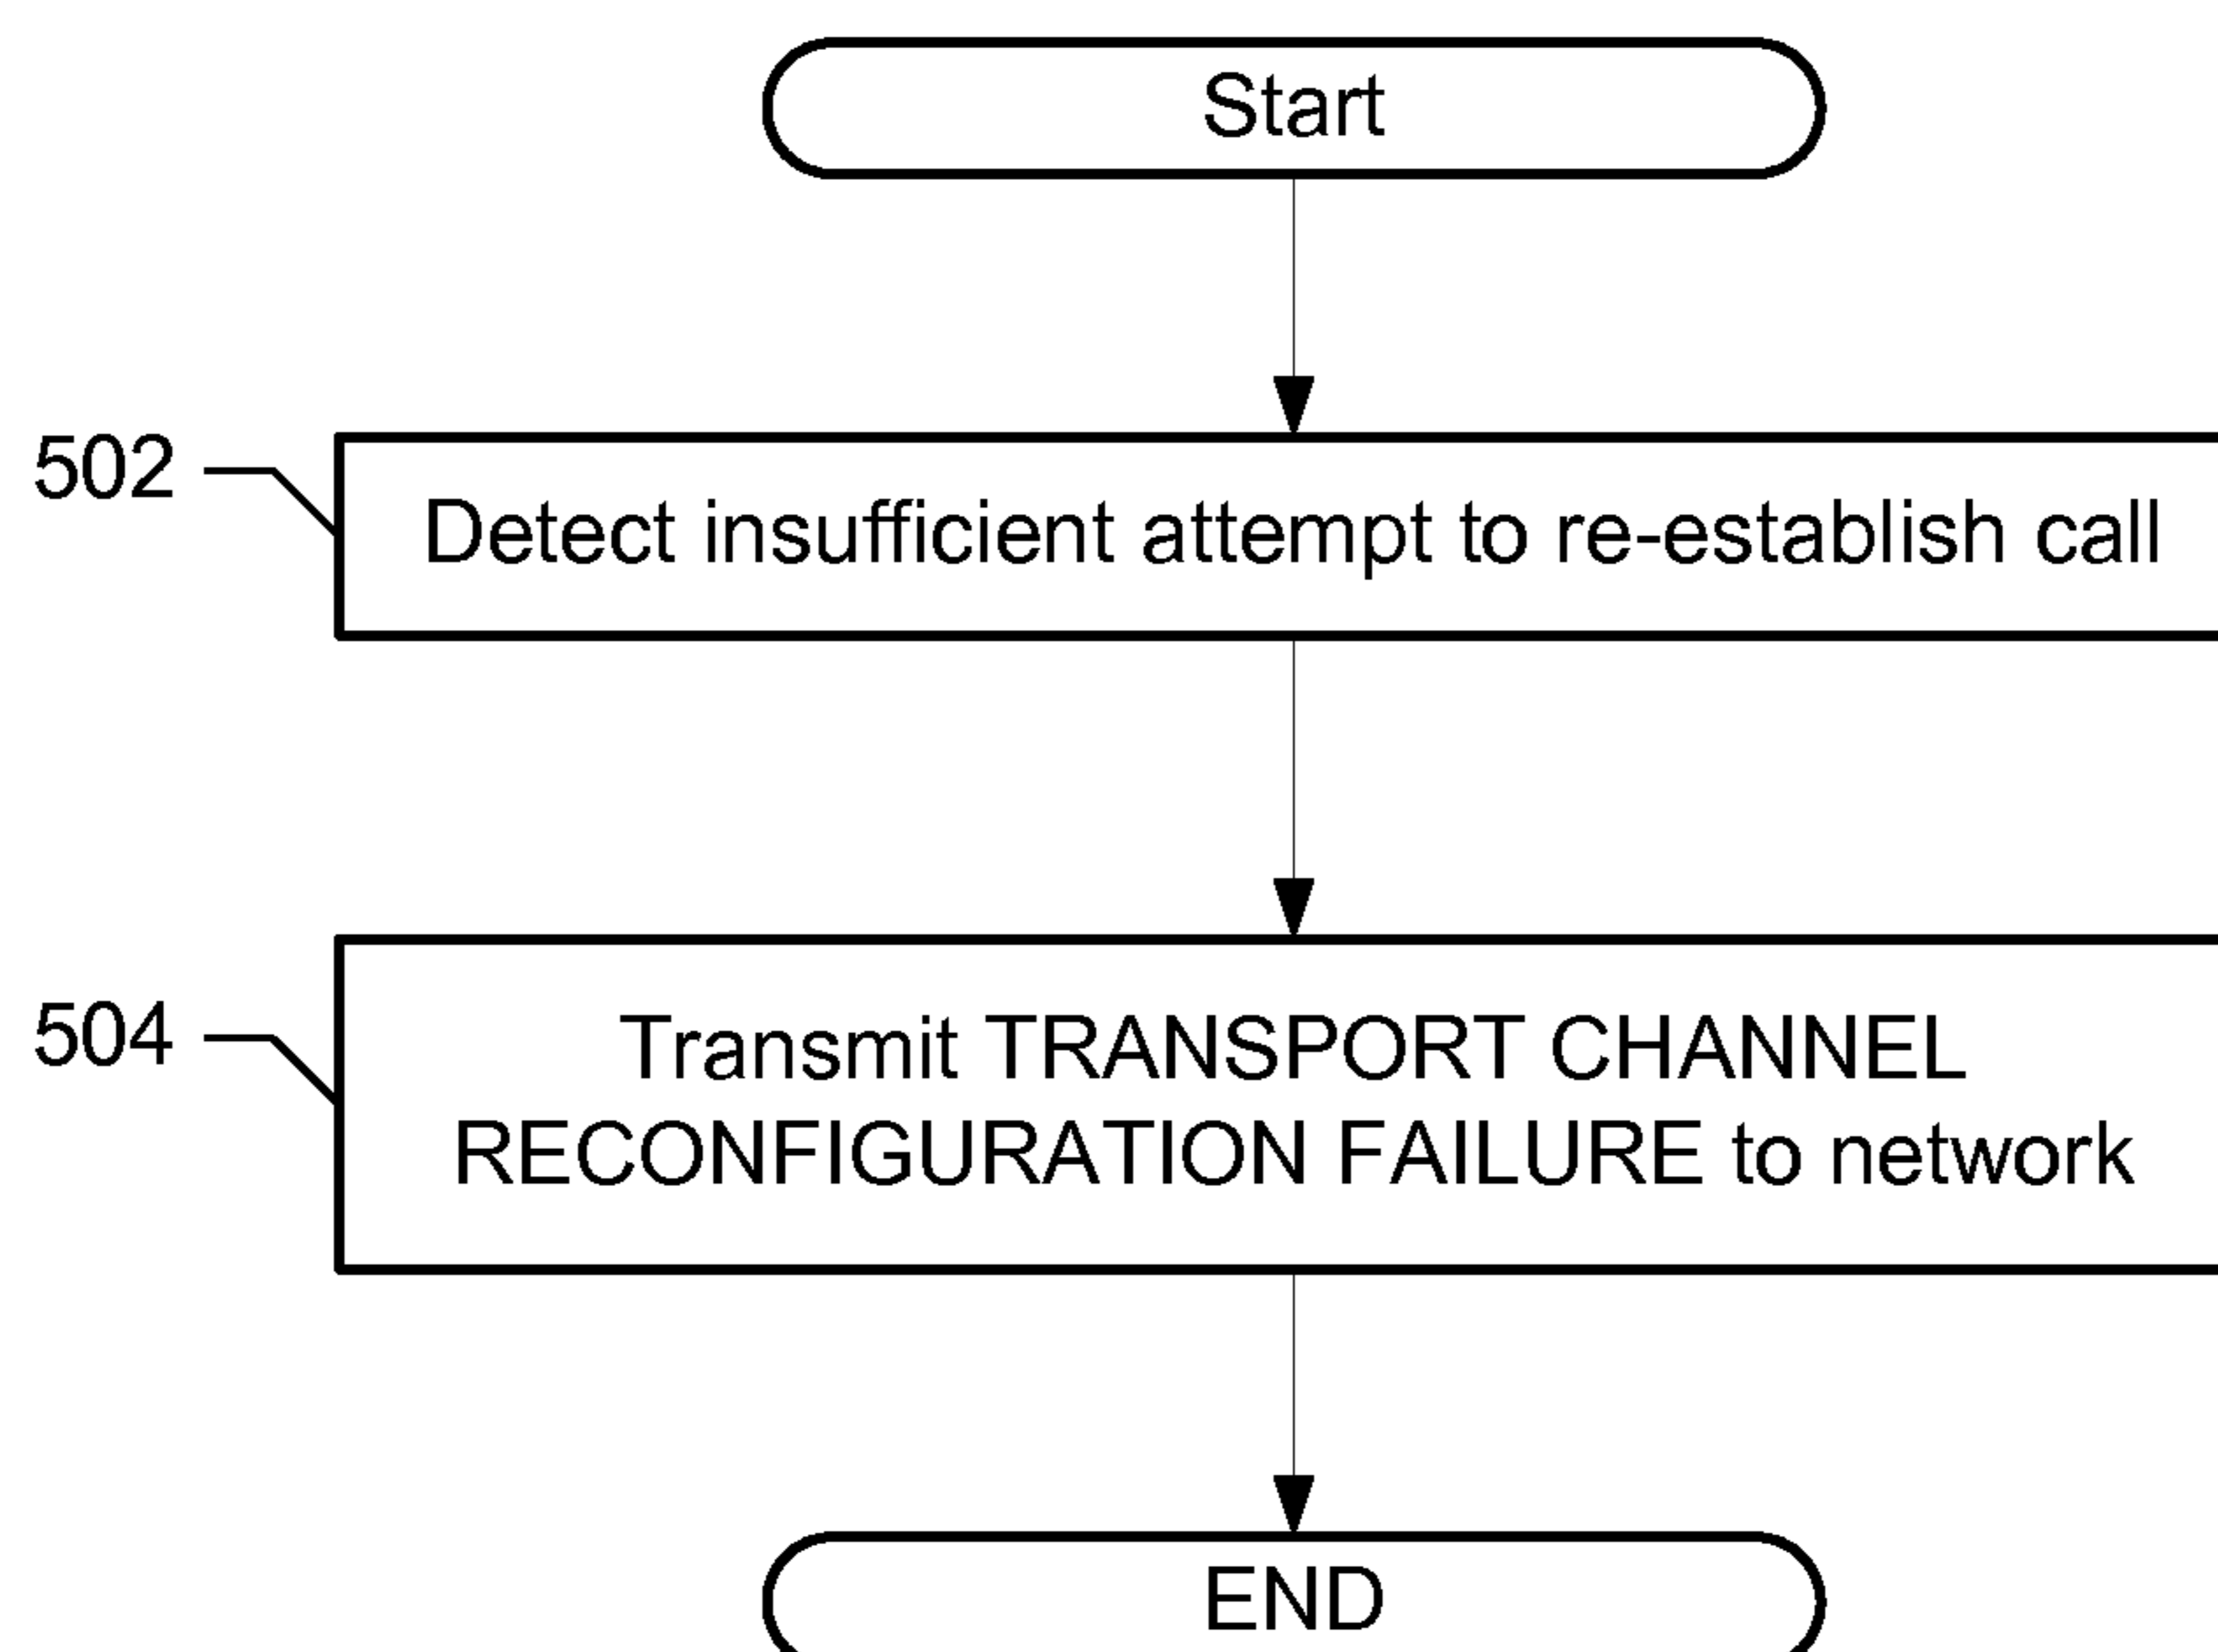 Start
502
Detect insufficient attempt to re-establish call
504
Transmit TRANSPORT CHANNEL
RECONFIGURATION FAILURE to network
END